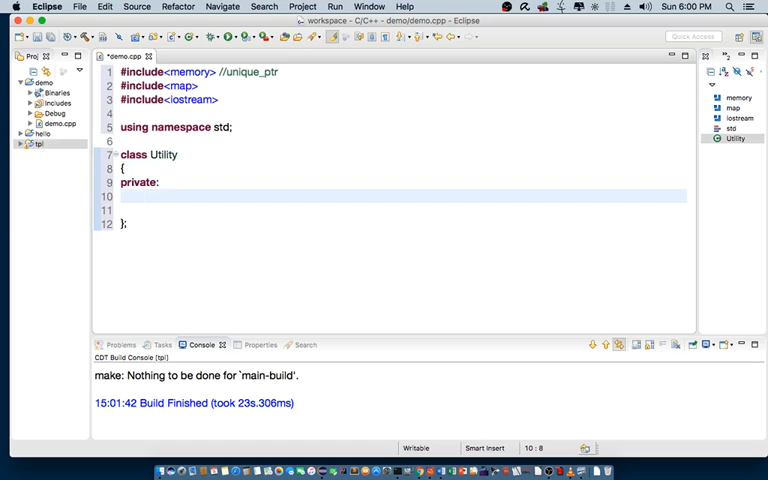 Eclipse File Edit Source Refactor Navigate Search Project Run Window Help Sun 6:00 PM
workspace - C/C++ - demo/demo.cpp - Eclipse
Quick Access
Proj
*demo.cpp
demo
Binaries
Includes
Debug
demo.cpp
hello
tpl
1 #include<memory> //unique_ptr
2 #include<map>
3 #include<iostream>
4
5 using namespace std;
6
7 class Utility
8 {
9 private:
10
11
12 };
memory
map
iostream
std
Utility
Problems Tasks Console Properties Search
CDT Build Console [tpl]
make: Nothing to be done for `main-build'.
15:01:42 Build Finished (took 23s.306ms)
Writable Smart Insert 10 : 8